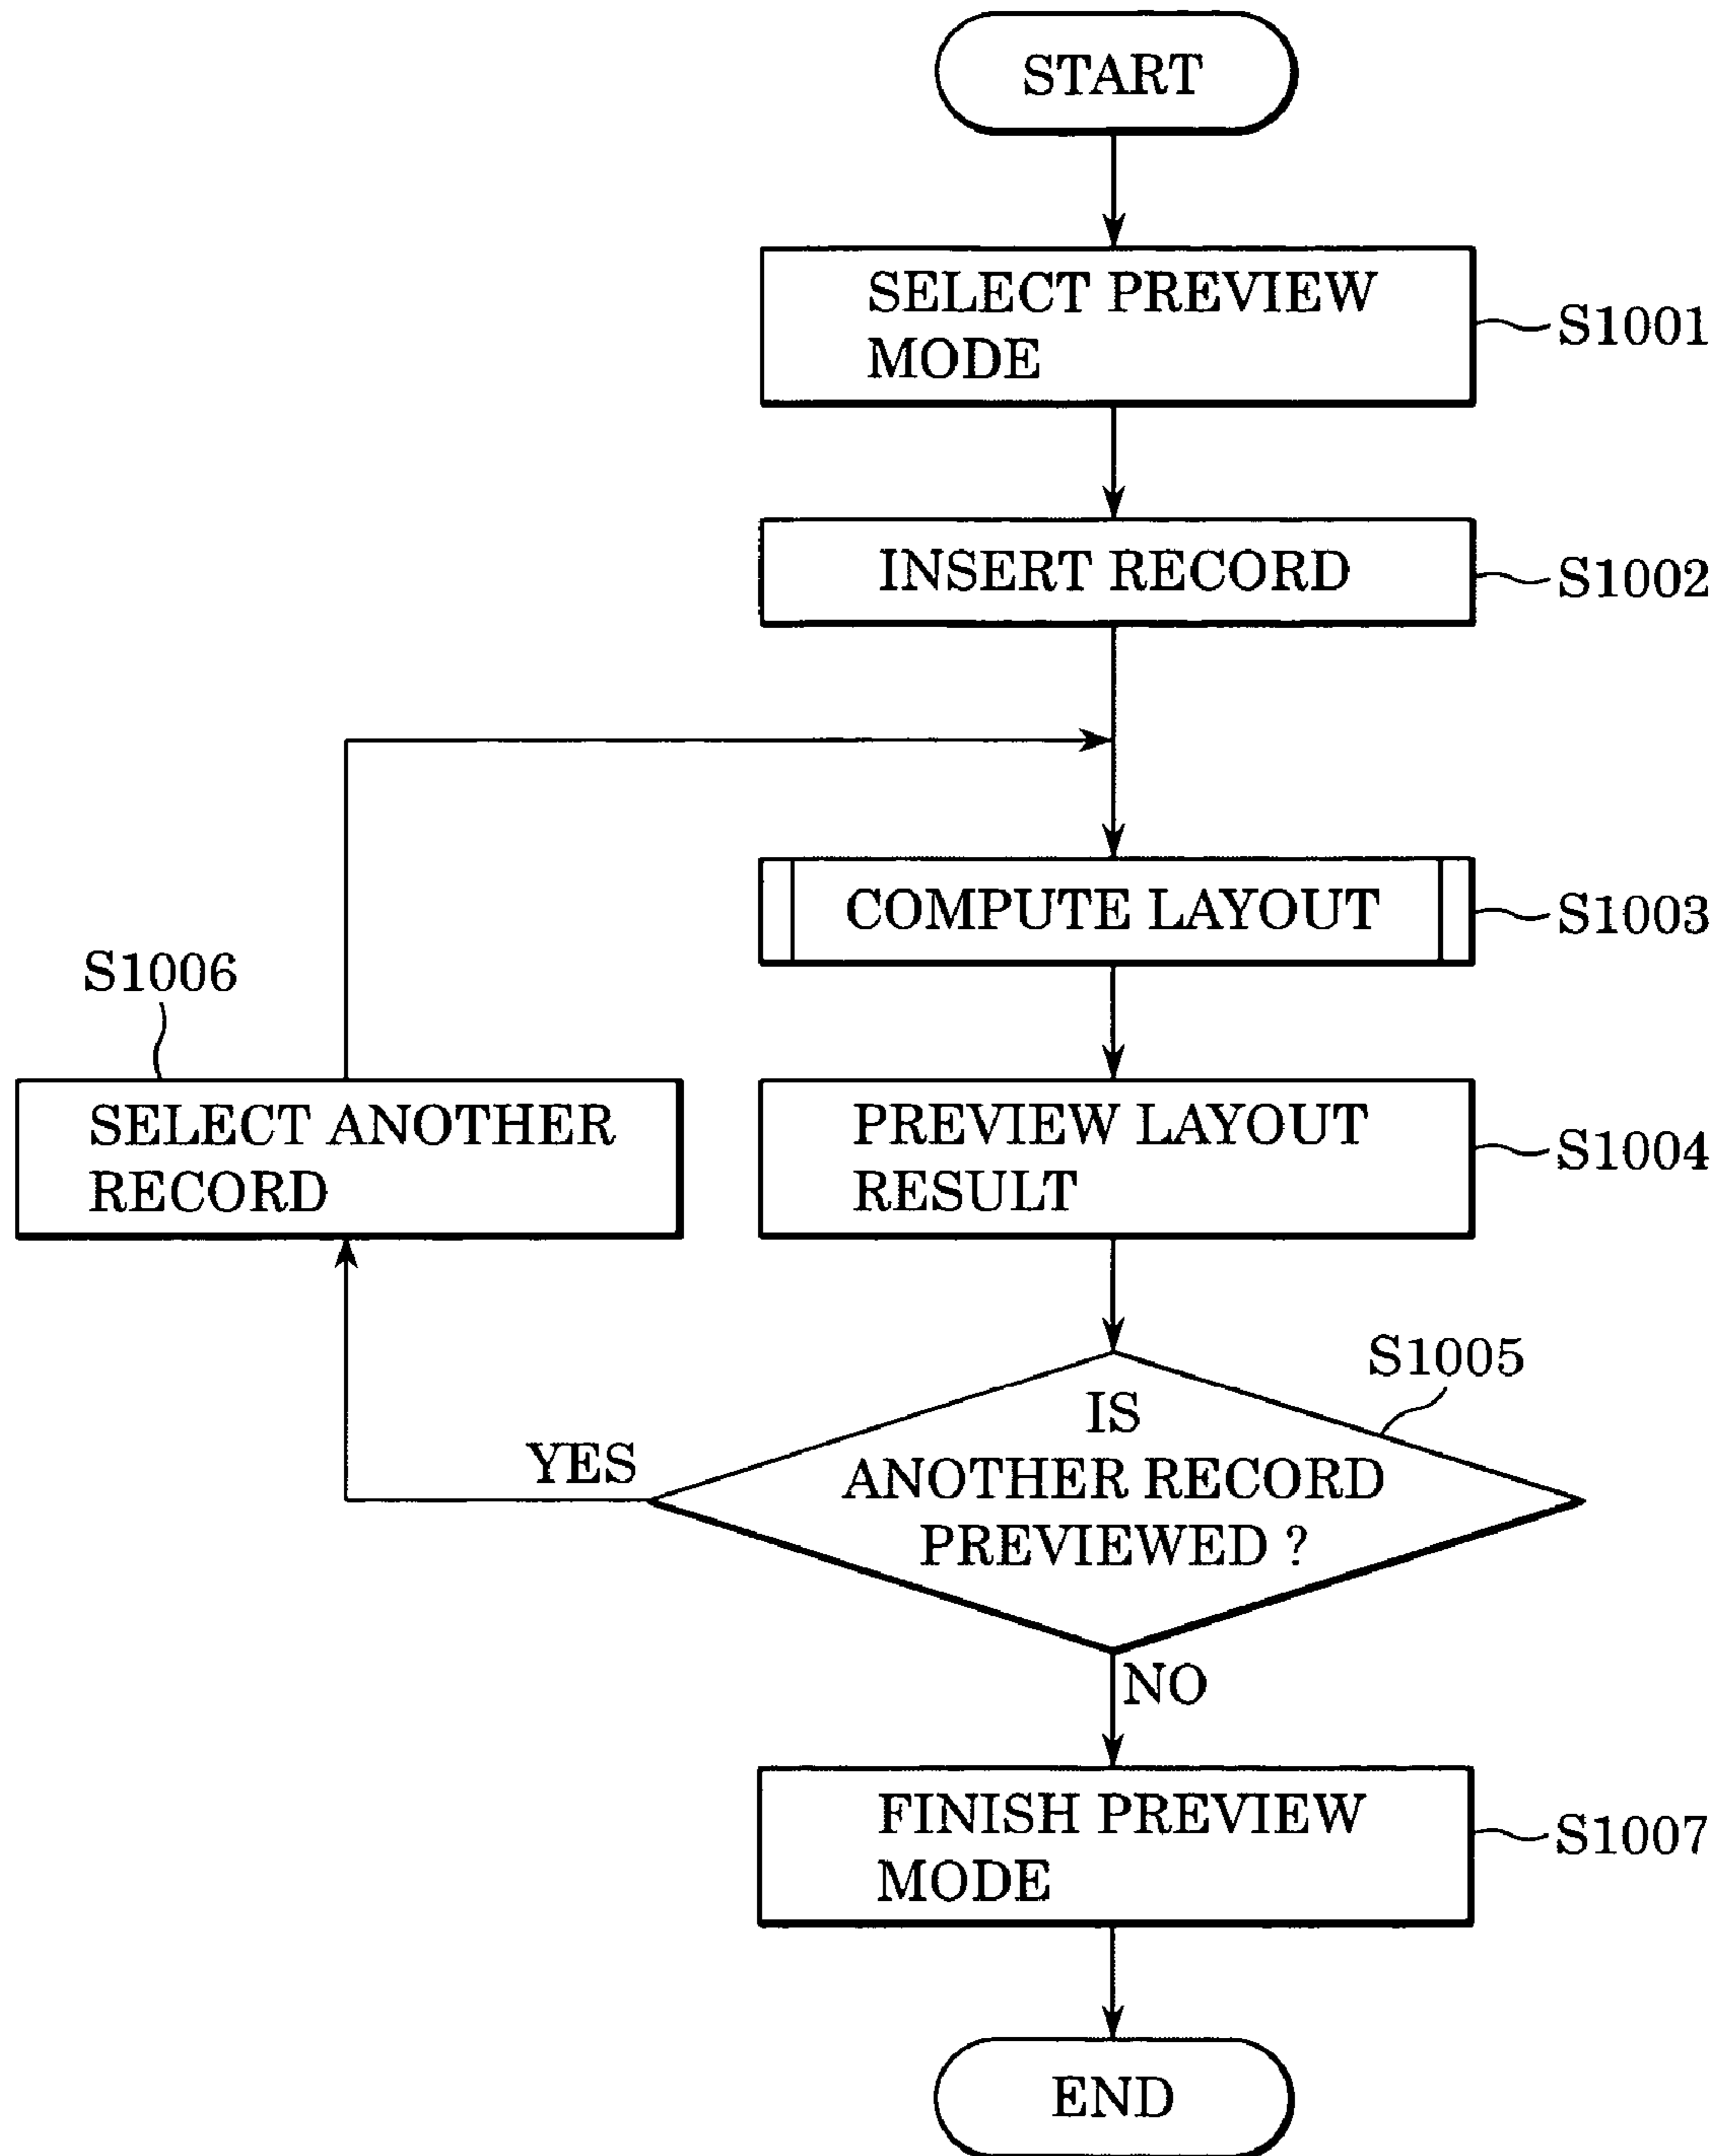 START
SELECT PREVIEW
MODE
S1001
INSERT RECORD
S1002
COMPUTE LAYOUT
S1003
S1006
SELECT ANOTHER
RECORD
PREVIEW LAYOUT
RESULT
S1004
S1005
IS
ANOTHER RECORD
PREVIEWED ?
YES
NO
FINISH PREVIEW
MODE
S1007
END